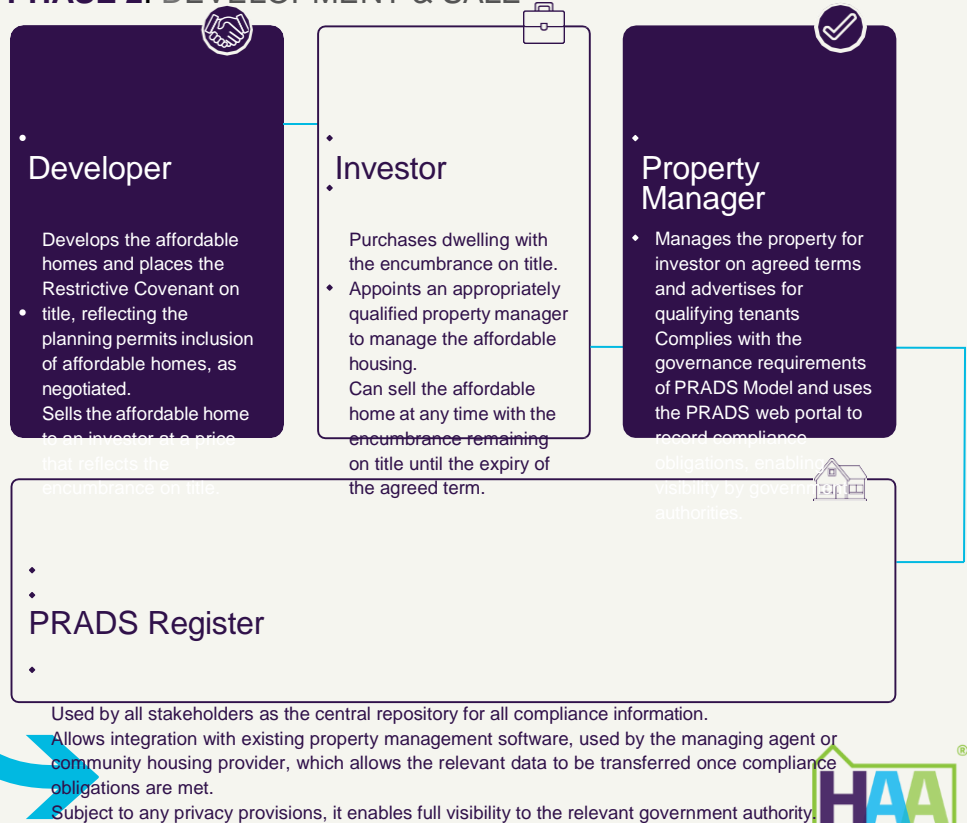 PHASE 2: DEVELOPMENT & SALE
Developer
Develops the affordable
homes and places the
Restrictive Covenant on
title, reflecting the
planning permits inclusion
of affordable homes, as
negotiated.
Sells the affordable home
to an investor at a price
that reflects the
encumbrance on title.
Investor
Purchases dwelling with
the encumbrance on title.
Appoints an appropriately
qualified property manager
to manage the affordable
housing.
Can sell the affordable
home at any time with the
encumbrance remaining
on title until the expiry of
the agreed term.
Property
Manager
Manages the property for
investor on agreed terms
and advertises for
qualifying tenants
Complies with the
governance requirements
of PRADS Model and uses
the PRADS web portal to
record compliance
obligations, enabling
visibility by government
authorities.
PRADS Register
Used by all stakeholders as the central repository for all compliance information.
Allows integration with existing property management software, used by the managing agent or
community housing provider, which allows the relevant data to be transferred once compliance
obligations are met.
Subject to any privacy provisions, it enables full visibility to the relevant government authority.
HAA
®